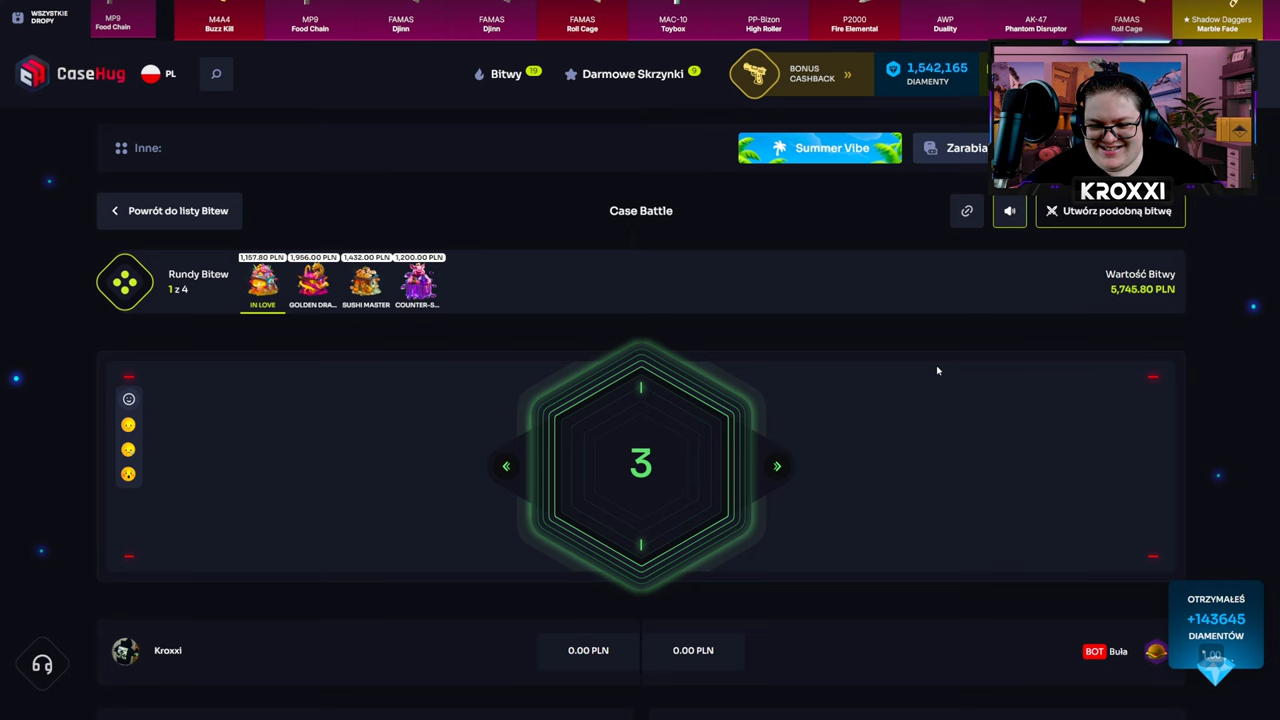 WSZYSTKIE
DROPY
MP9
Food Chain
M4A4
Buzz Kill
MP9
Food Chain
FAMAS
Djinn
FAMAS
Djinn
FAMAS
Roll Cage
MAC-10
Toybox
PP-Bizon
High Roller
P2000
Fire Elemental
AWP
Duality
AK-47
Phantom Disruptor
FAMAS
Roll Cage
★ Shadow Daggers
Marble Fade
CaseHug
PL
Bitwy 19
Darmowe Skrzynki 9
BONUS
CASHBACK
1,542,165
DIAMENTY
Inne:
Summer Vibe
Zarabia
KROXXI
Powrót do listy Bitew
Case Battle
Utwórz podobną bitwę
Rundy Bitew
1 z 4
1,157.80 PLN
IN LOVE
1,956.00 PLN
GOLDEN DRA...
1,432.00 PLN
SUSHI MASTER
1,200.00 PLN
COUNTER-S...
Wartość Bitwy
5,745.80 PLN
3
OTRZYMAŁEŚ
+143645
DIAMENTÓW
1.00
Kroxxi
0.00 PLN
0.00 PLN
BOT Buła